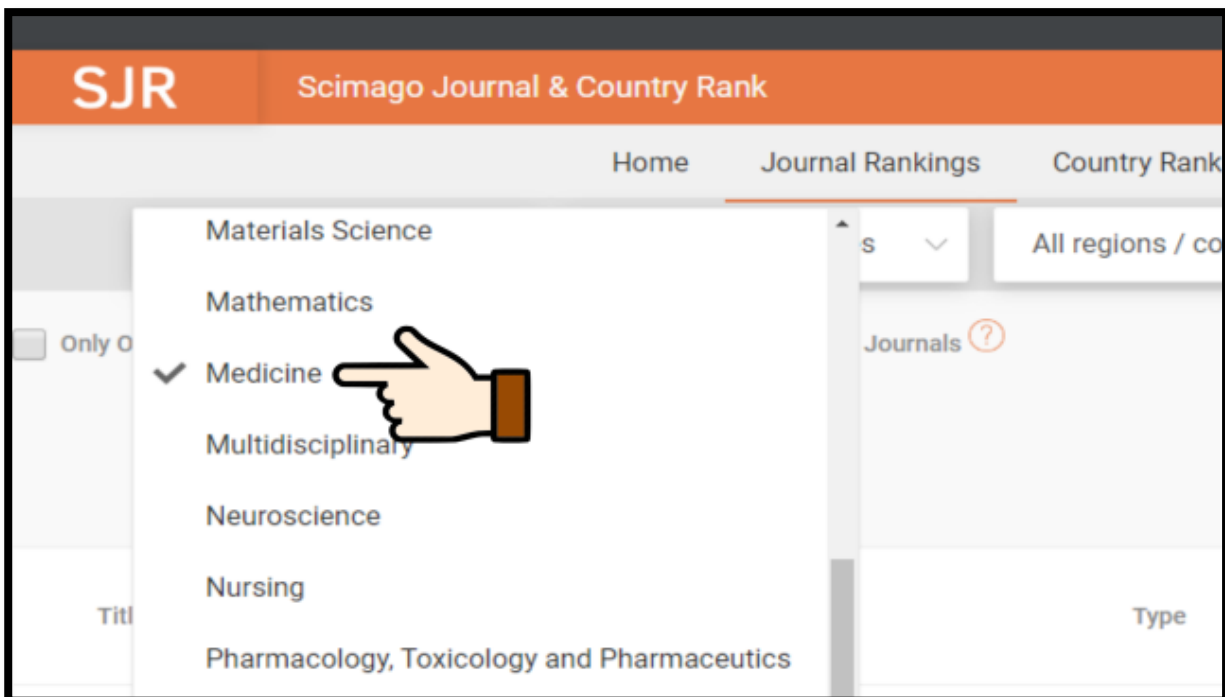 SJR Scimago Journal & Country Rank
Home Journal Rankings Country Rank
Materials Science
s All regions / co
Mathematics
Only O Journals ?
Medicine
Multidisciplinary
Neuroscience
Nursing
Titl Type
Pharmacology, Toxicology and Pharmaceutics